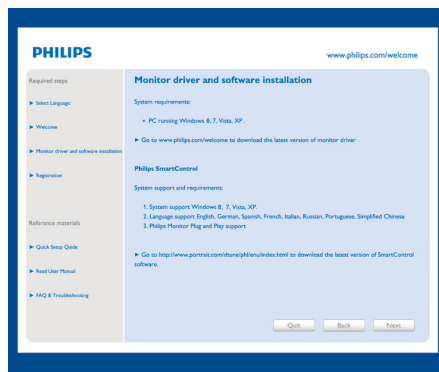 PHILIPS
www.philips.com/welcome
Required steps
Select Language
Welcome
Monitor driver and software installation
Registration
Reference materials
Quick Setup Quide
Read User Manual
FAQ & Troubleshooting
Monitor driver and software installation
System requirements:
• PC running Windows 8, 7, Vista, XP.
Go to www.philips.com/welcome to download the latest version of monitor driver
Philips SmartControl
System support and requirements:
1. System support Windows 8, 7, Vista, XP.
2. Language support English, German, Spanish, French, Italian, Russian, Portuguese, Simplified Chinese
3. Philips Monitor Plug and Play support
Go to http://www.portrait.com/dtune/phl/enu/index.html to download the latest version of SmartControl
software.
Quit
Back
Next